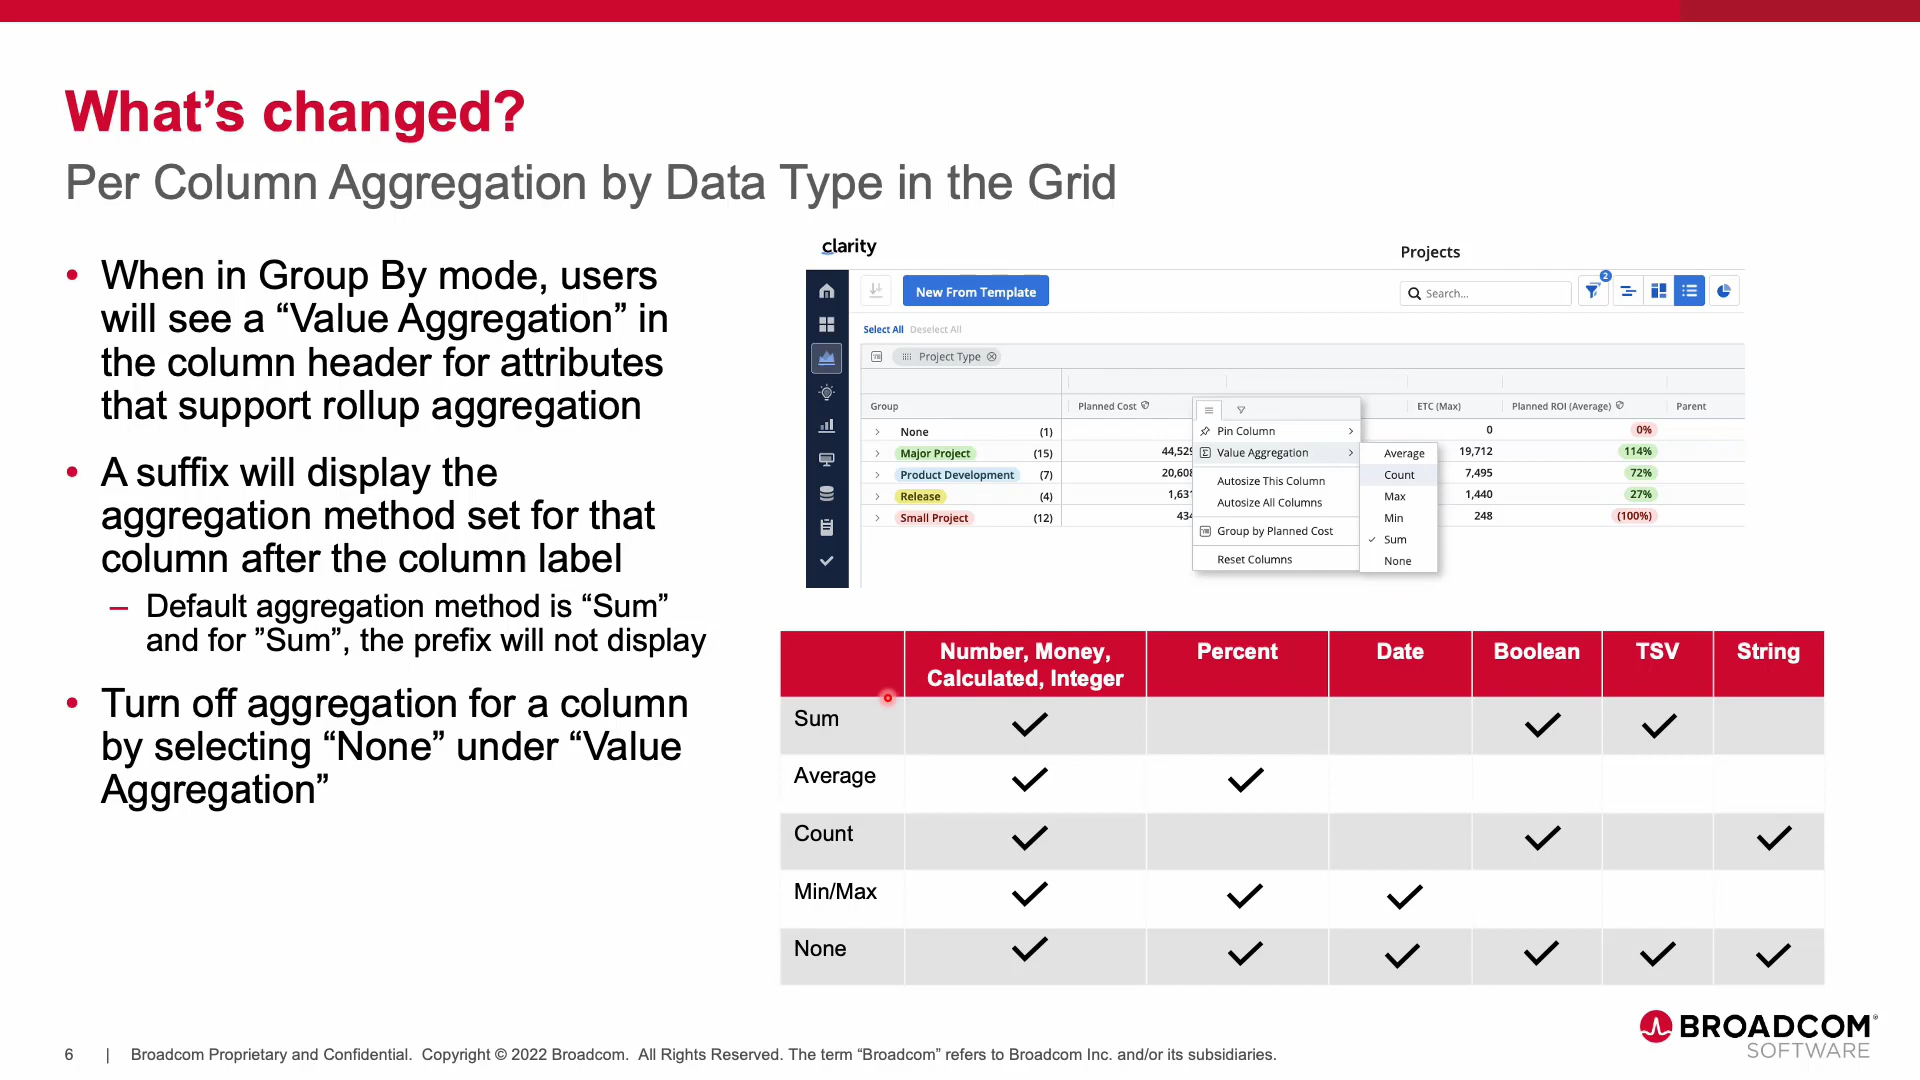 What's changed?
Per Column Aggregation by Data Type in the Grid
• When in Group By mode, users
will see a “Value Aggregation” in
the column header for attributes
that support rollup aggregation
• A suffix will display the
aggregation method set for that
column after the column label
– Default aggregation method is “Sum”
and for ”Sum”, the prefix will not display
• Turn off aggregation for a column
by selecting “None” under “Value
Aggregation”
clarity
Projects
New From Template
Search...
2
Select All Deselect All
Project Type
Group Planned Cost ETC (Max) Planned ROI (Average) Parent
None (1) 0 0%
Major Project (15) 44,529 19,712 114%
Product Development (7) 20,608 7,495 72%
Release (4) 1,631 1,440 27%
Small Project (12) 434 248 (100%)
Pin Column
Value Aggregation
Autosize This Column
Autosize All Columns
Group by Planned Cost
Reset Columns
Average
Count
Max
Min
✓ Sum
None
Number, Money,
Calculated, Integer
Percent
Date
Boolean
TSV
String
Sum ✓ ✓ ✓
Average ✓ ✓
Count ✓ ✓ ✓
Min/Max ✓ ✓ ✓
None ✓ ✓ ✓ ✓ ✓ ✓
BROADCOM®
SOFTWARE
6 | Broadcom Proprietary and Confidential. Copyright © 2022 Broadcom. All Rights Reserved. The term “Broadcom” refers to Broadcom Inc. and/or its subsidiaries.